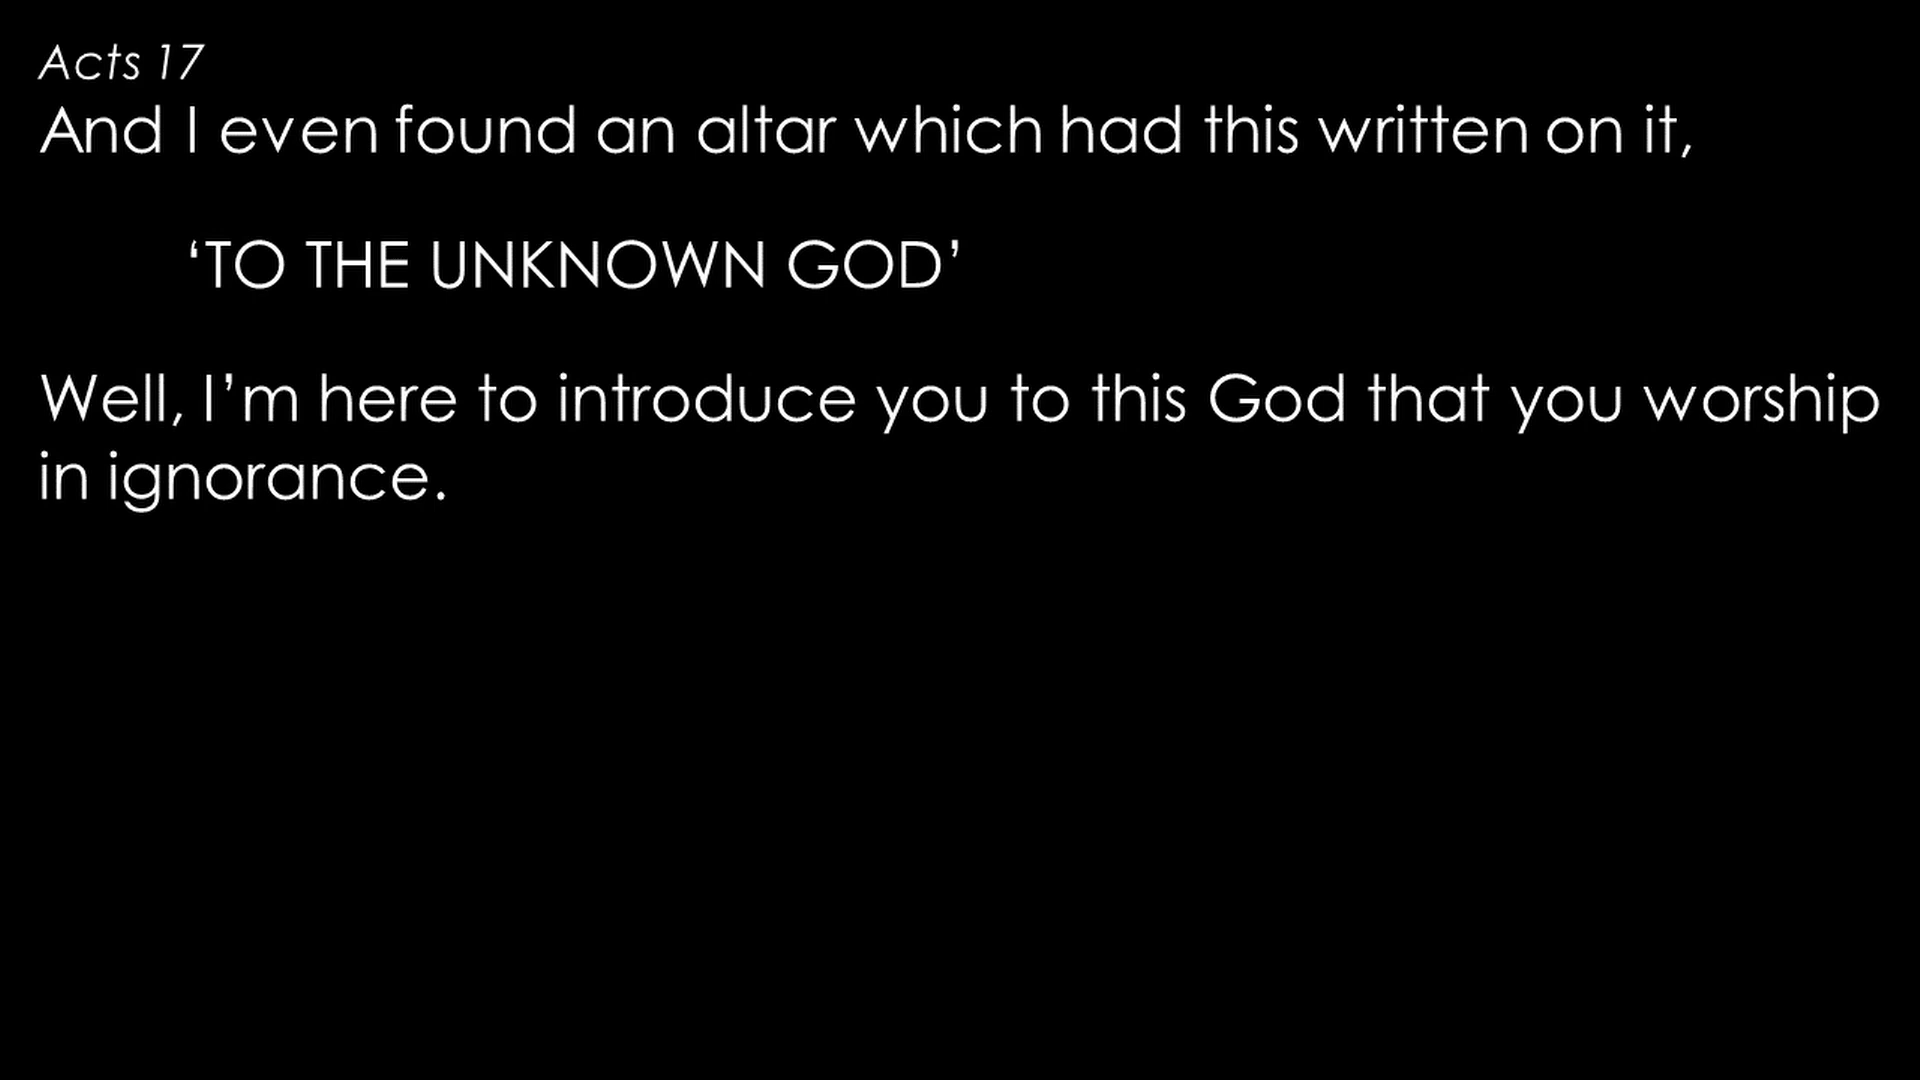 Acts 17
And I even found an altar which had this written on it,
‘TO THE UNKNOWN GOD’
Well, I’m here to introduce you to this God that you worship
in ignorance.